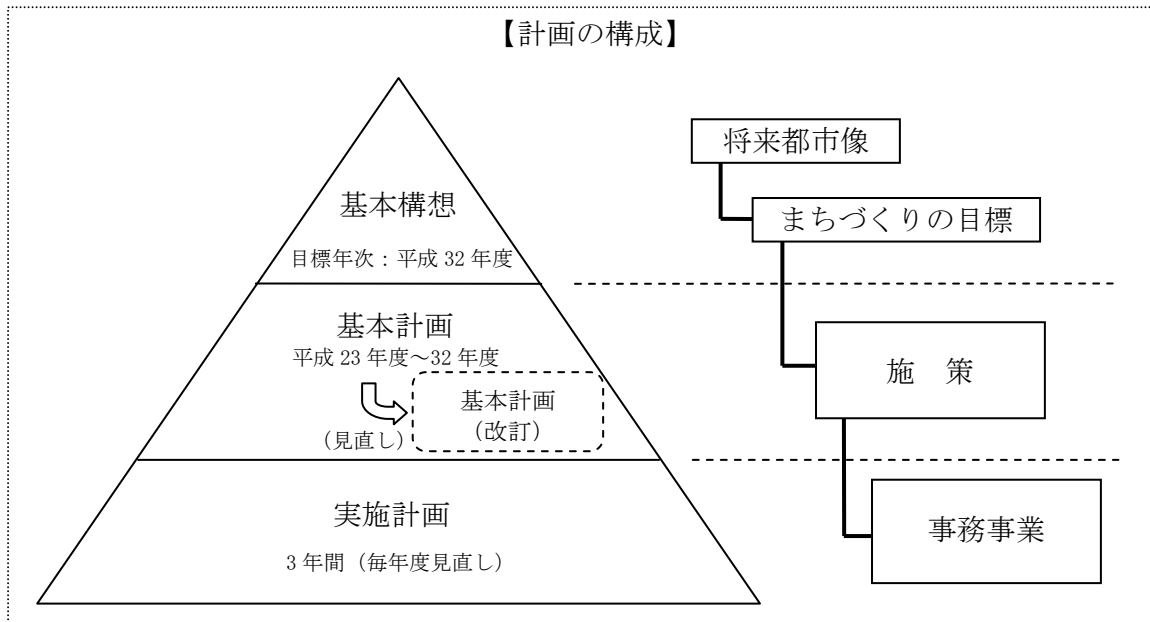 【計画の構成】
基本構想
目標年次：平成 32 年度
基本計画
平成 23 年度～32 年度
（見直し）
基本計画
（改訂）
実施計画
3 年間（毎年度見直し）
将来都市像
まちづくりの目標
施　策
事務事業